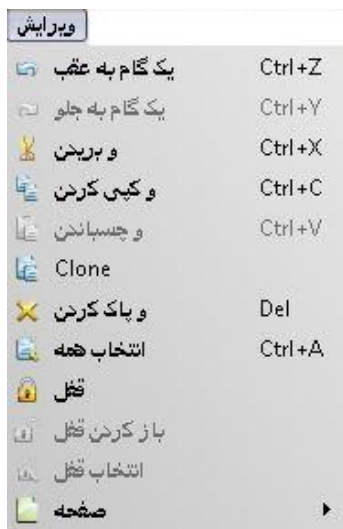 ویرایش
یک گام به عقب Ctrl+Z
یک گام به جلو Ctrl+Y
و بریدن Ctrl+X
و کپی کردن Ctrl+C
و چسباندن Ctrl+V
Clone
و پاک کردن Del
انتخاب همه Ctrl+A
قفل
باز کردن قفل
انتخاب قفل
صفحه